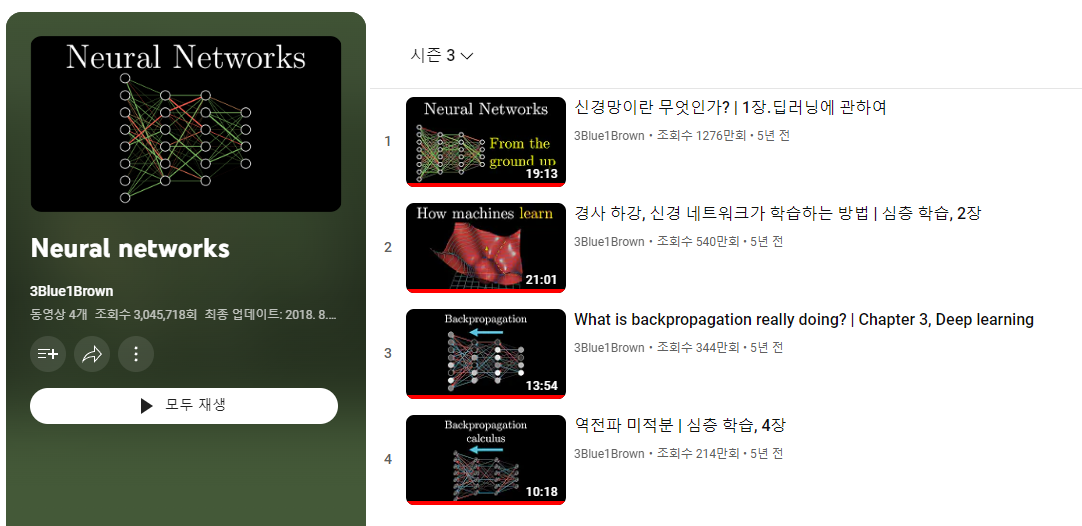 Neural Networks
Neural networks
3Blue1Brown
동영상 4개 조회수 3,045,718회 최종 업데이트: 2018. 8....
모두 재생
시즌 3
1
Neural Networks
From the
ground up
19:13
신경망이란 무엇인가? | 1장.딥러닝에 관하여
3Blue1Brown • 조회수 1276만회 • 5년 전
2
How machines learn
21:01
경사 하강, 신경 네트워크가 학습하는 방법 | 심층 학습, 2장
3Blue1Brown • 조회수 540만회 • 5년 전
3
Backpropagation
13:54
What is backpropagation really doing? | Chapter 3, Deep learning
3Blue1Brown • 조회수 344만회 • 5년 전
4
Backpropagation
calculus
10:18
역전파 미적분 | 심층 학습, 4장
3Blue1Brown • 조회수 214만회 • 5년 전